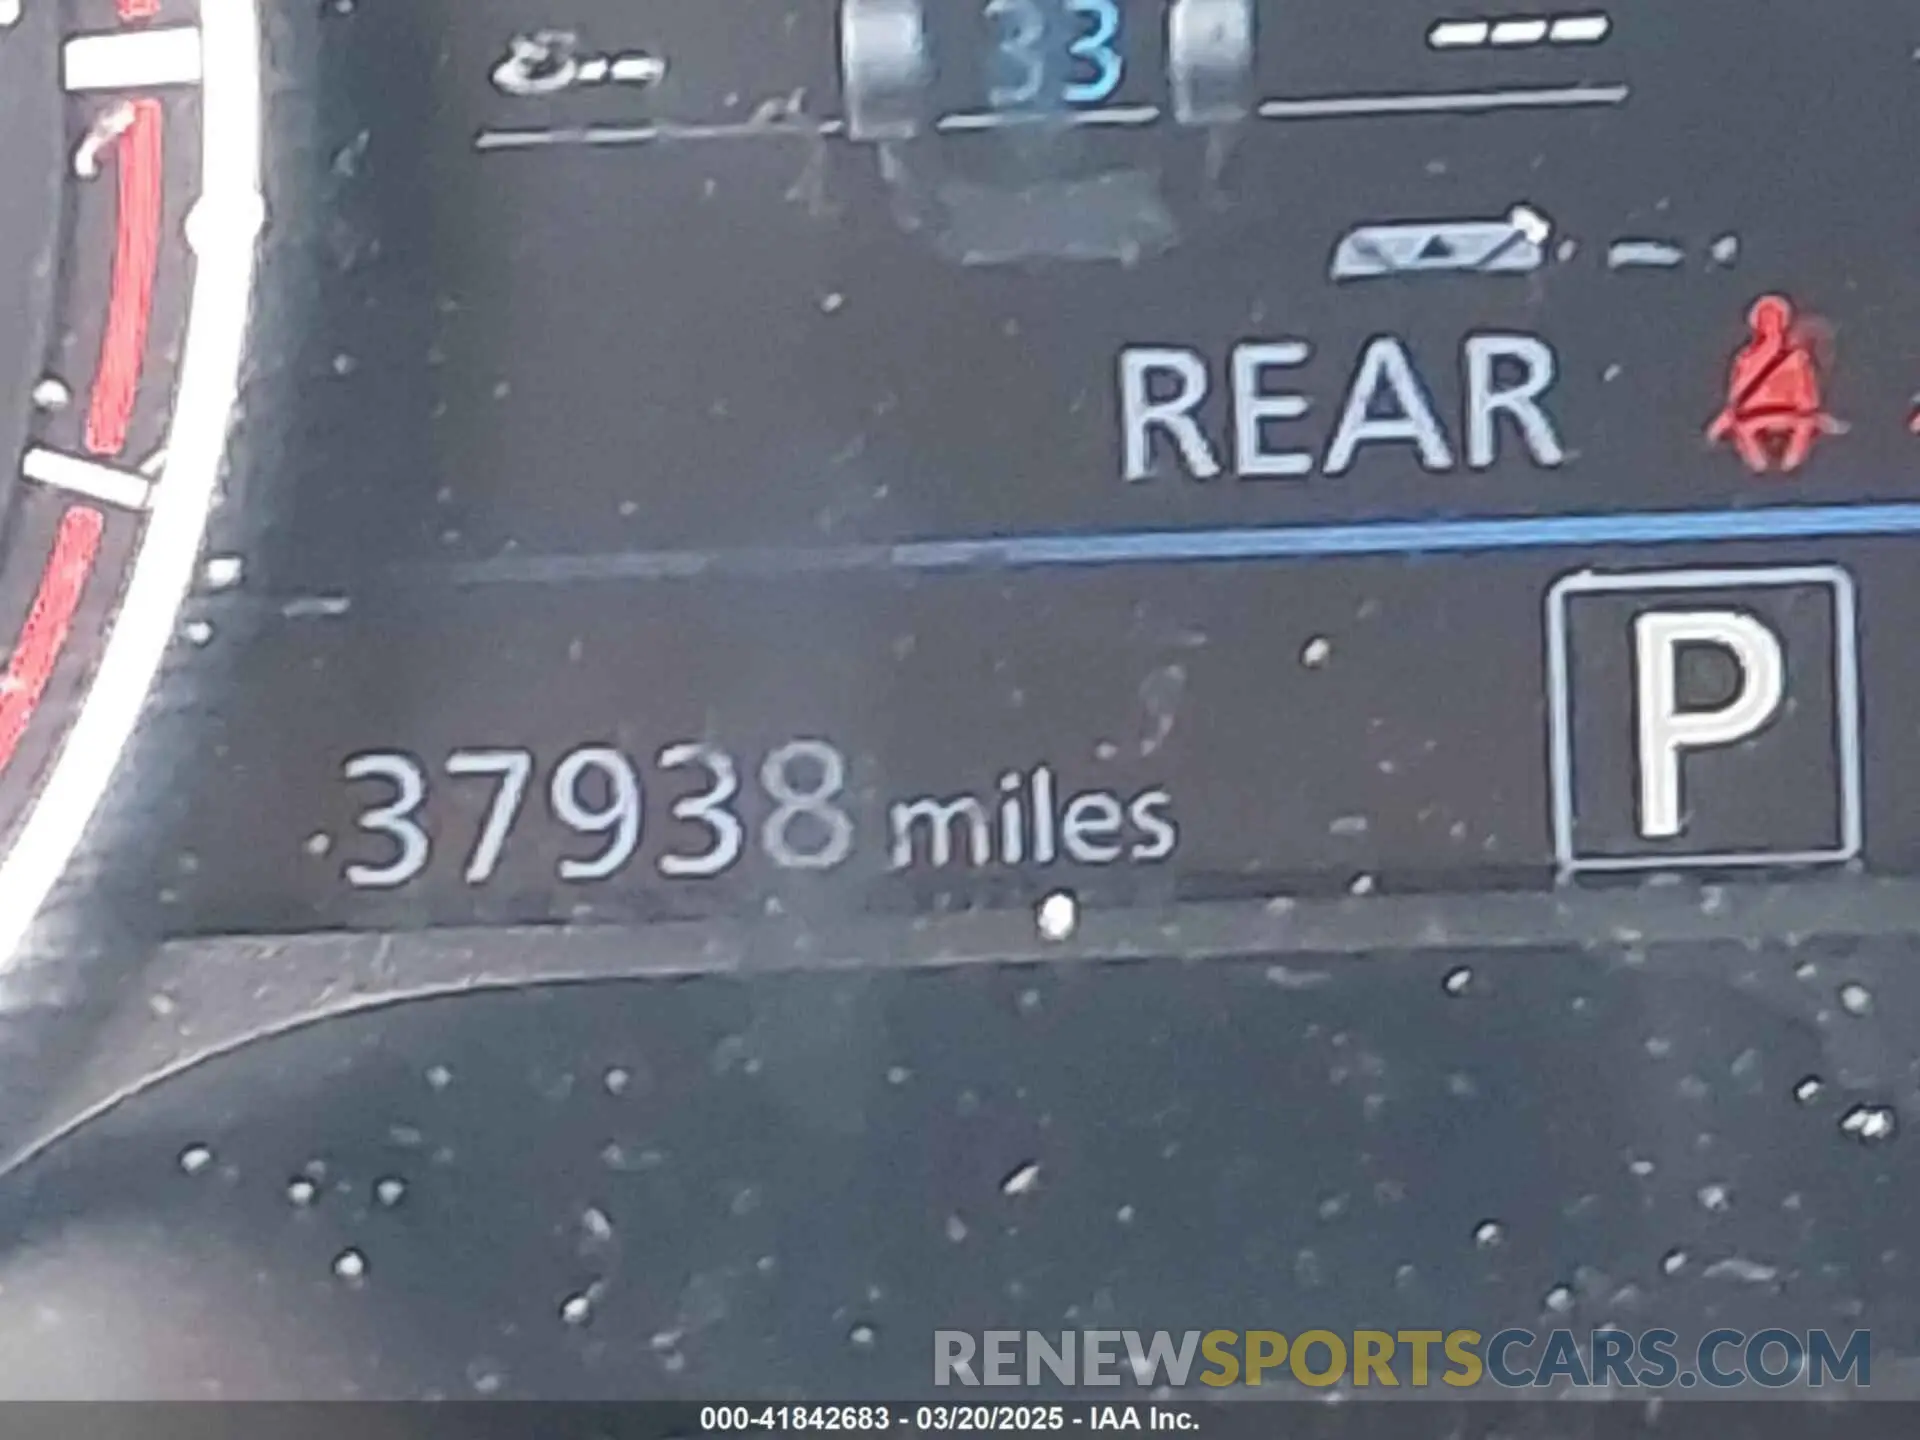 33 ---
REAR
P
37938 miles
RENEWSPORTSCARS.COM
000-41842683 - 03/20/2025 - IAA Inc.